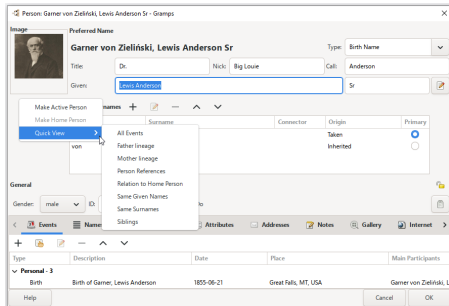 Person: Garner von Zieliński, Lewis Anderson Sr - Gramps
Image
Preferred Name
Garner von Zieliński, Lewis Anderson Sr
Type: Birth Name
Title: Dr. Nick: Big Louie Call: Anderson
Given: Lewis Anderson Sr
Make Active Person
Make Home Person
Quick View
Surname Connector Origin Primary
Taken
von Inherited
All Events
Father lineage
Mother lineage
Person References
Relation to Home Person
Same Given Names
Same Surnames
Siblings
General
Gender: male ID:
Events Attributes Addresses Notes Gallery Internet
Type Description Date Place Main Participants
Personal - 3
Birth Birth of Garner, Lewis Anderson 1855-06-21 Great Falls, MT, USA Garner von Zieliński, L
Help Cancel OK